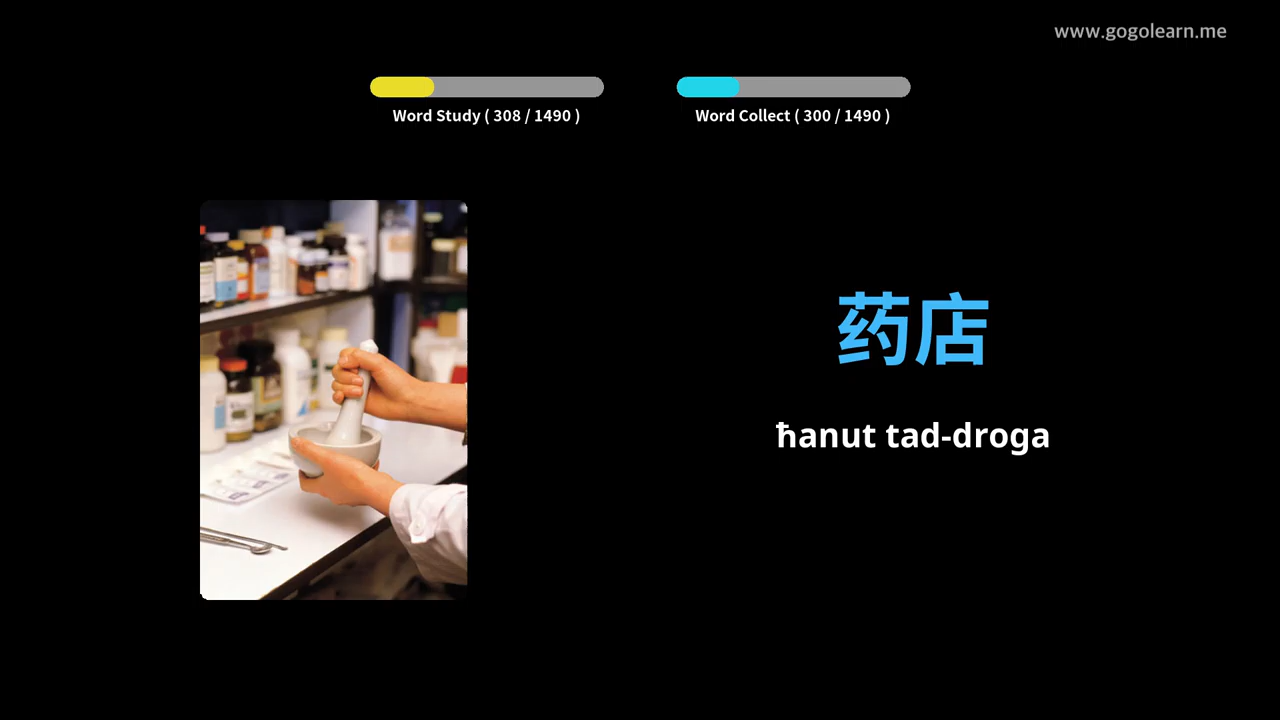 www.gogolearn.me
Word Study ( 308 / 1490 )
Word Collect ( 300 / 1490 )
药店
ħanut tad-droga